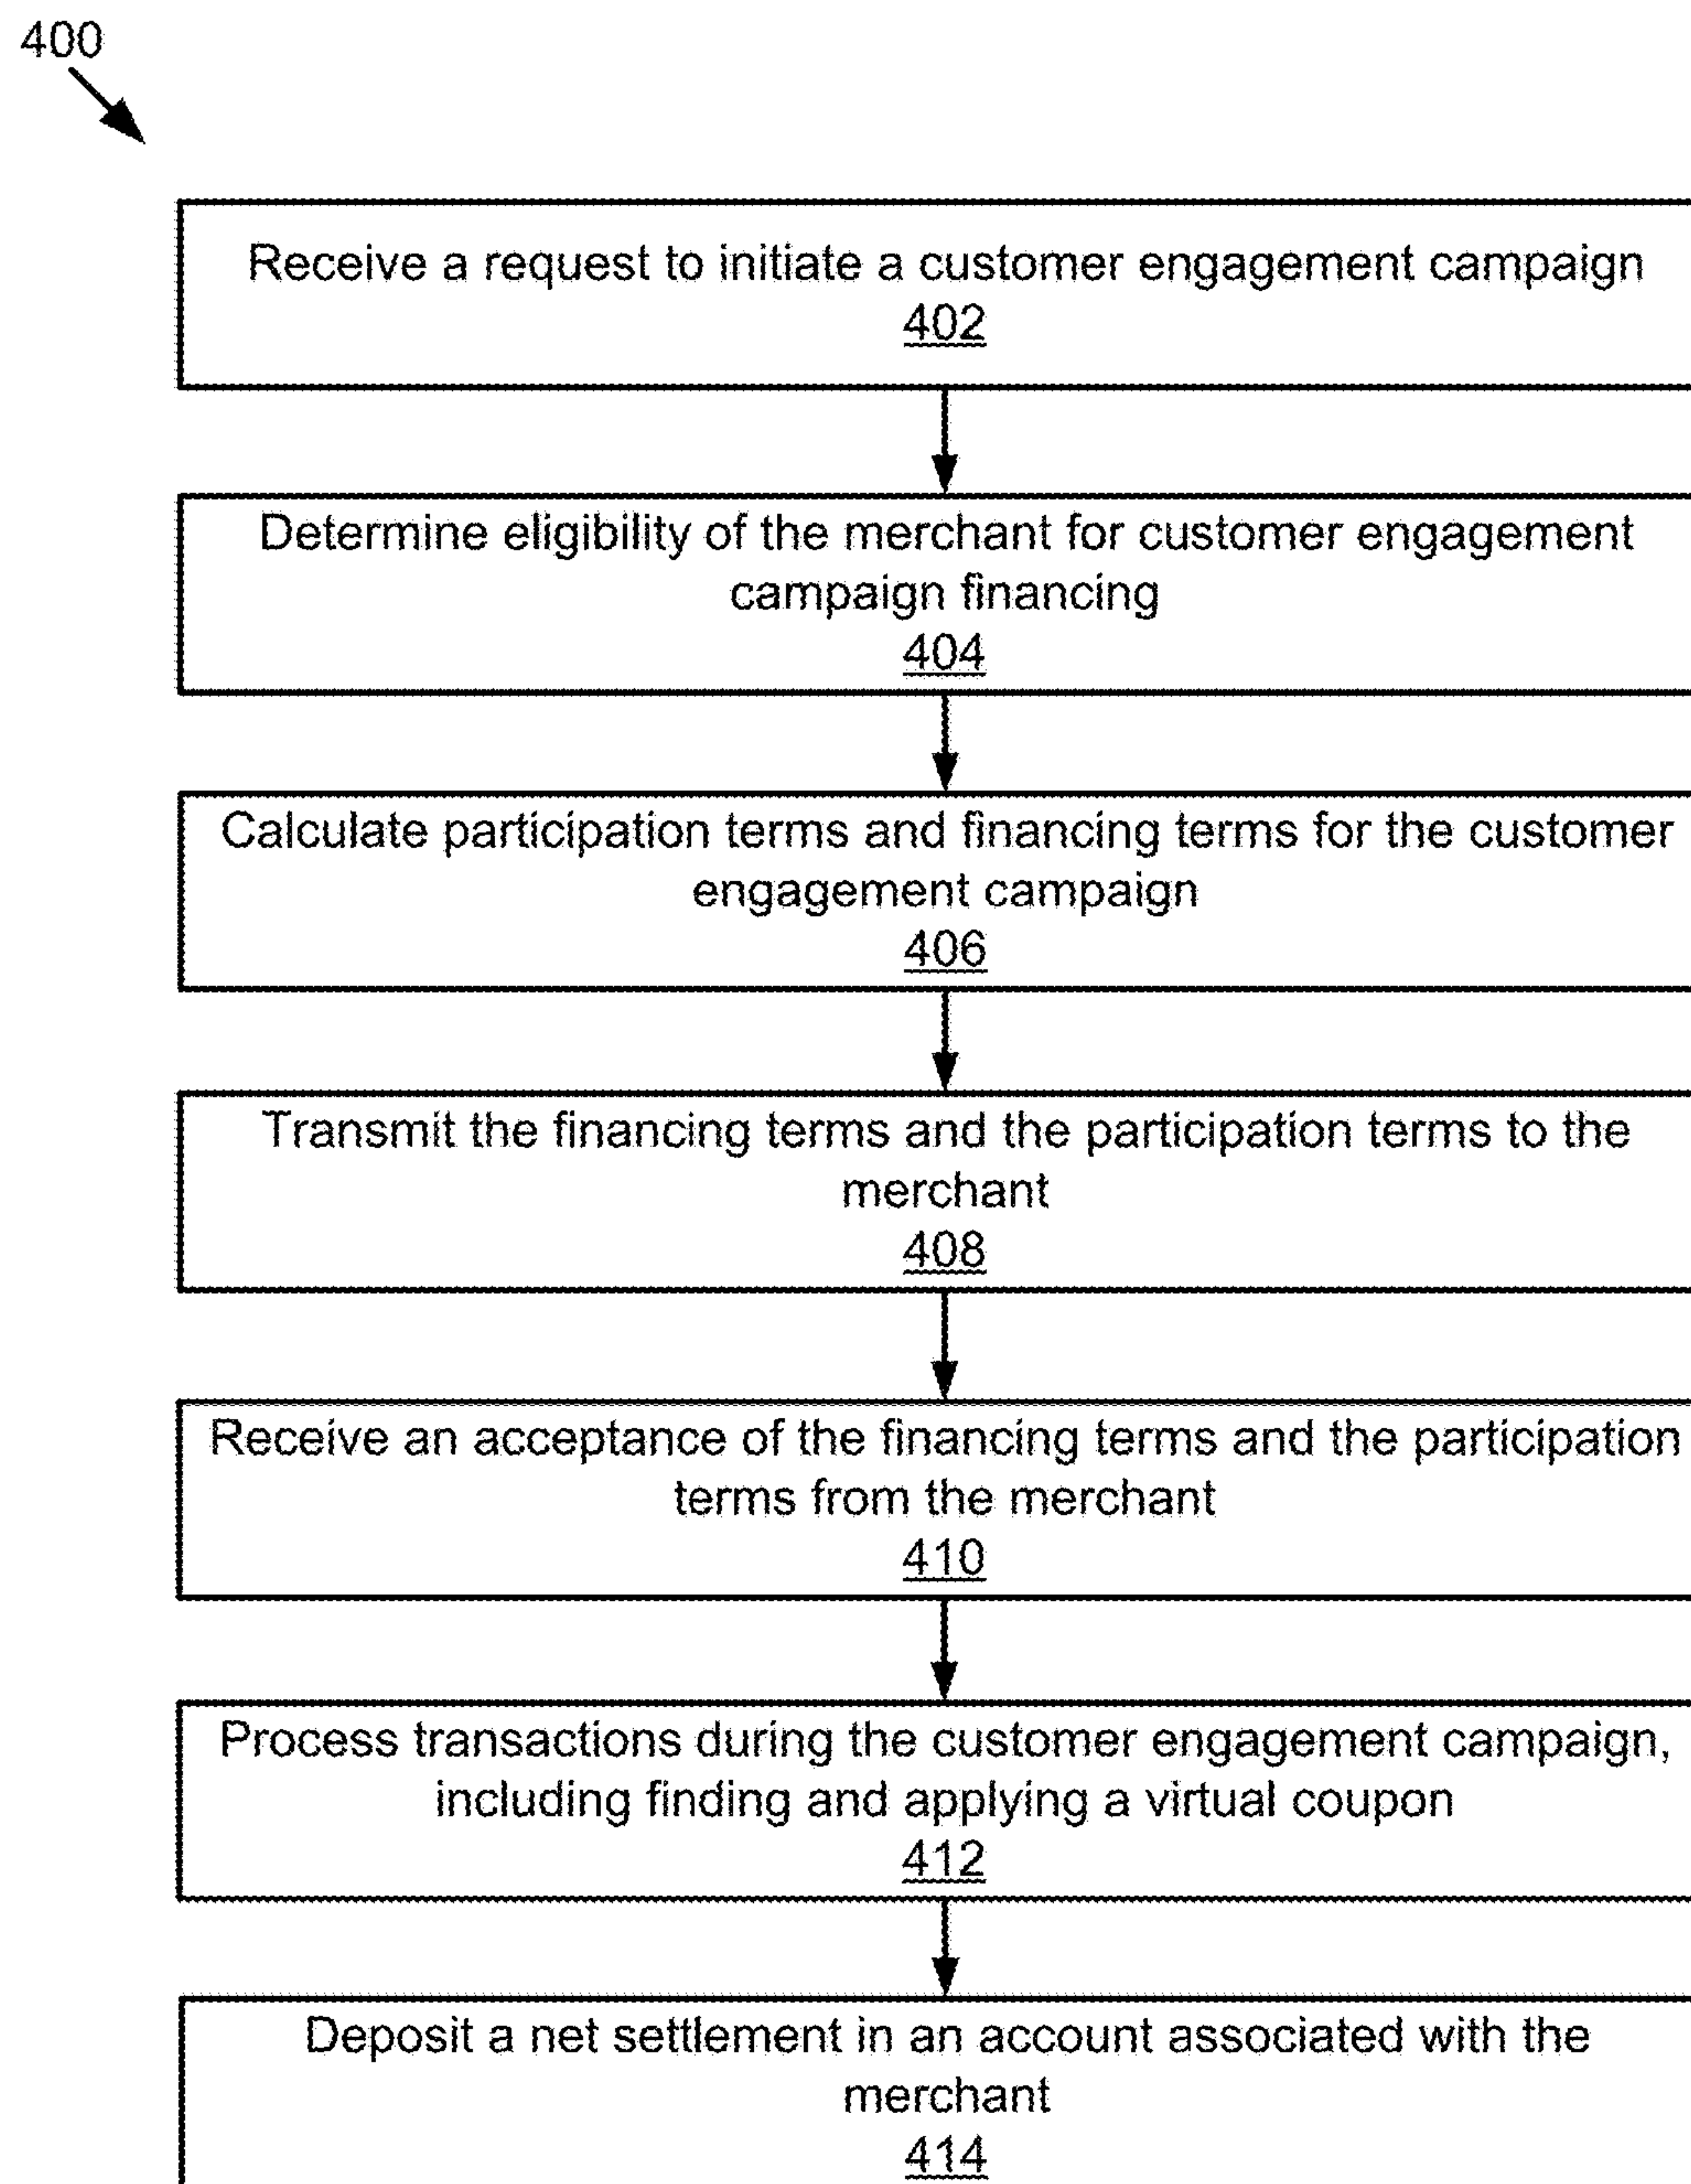 400
Receive a request to initiate a customer engagement campaign
402
Determine eligibility of the merchant for customer engagement
campaign financing
404
Calculate participation terms and financing terms for the customer
engagement campaign
406
Transmit the financing terms and the participation terms to the
merchant
408
Receive an acceptance of the financing terms and the participation
terms from the merchant
410
Process transactions during the customer engagement campaign,
including finding and applying a virtual coupon
412
Deposit a net settlement in an account associated with the
merchant
414